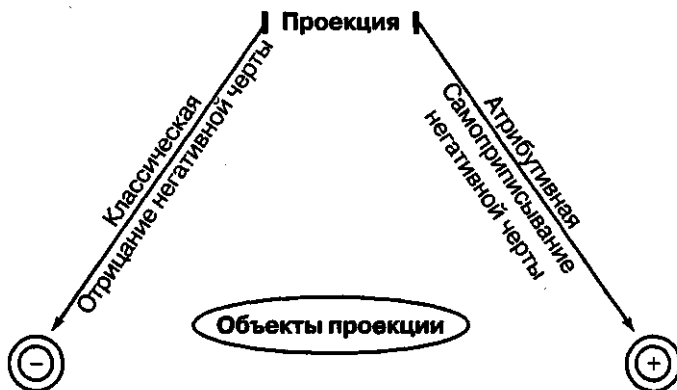 Проекция
Классическая
Отрицание негативной черты
Атрибутивная
Самоприписывание
негативной черты
Объекты проекции
−
+